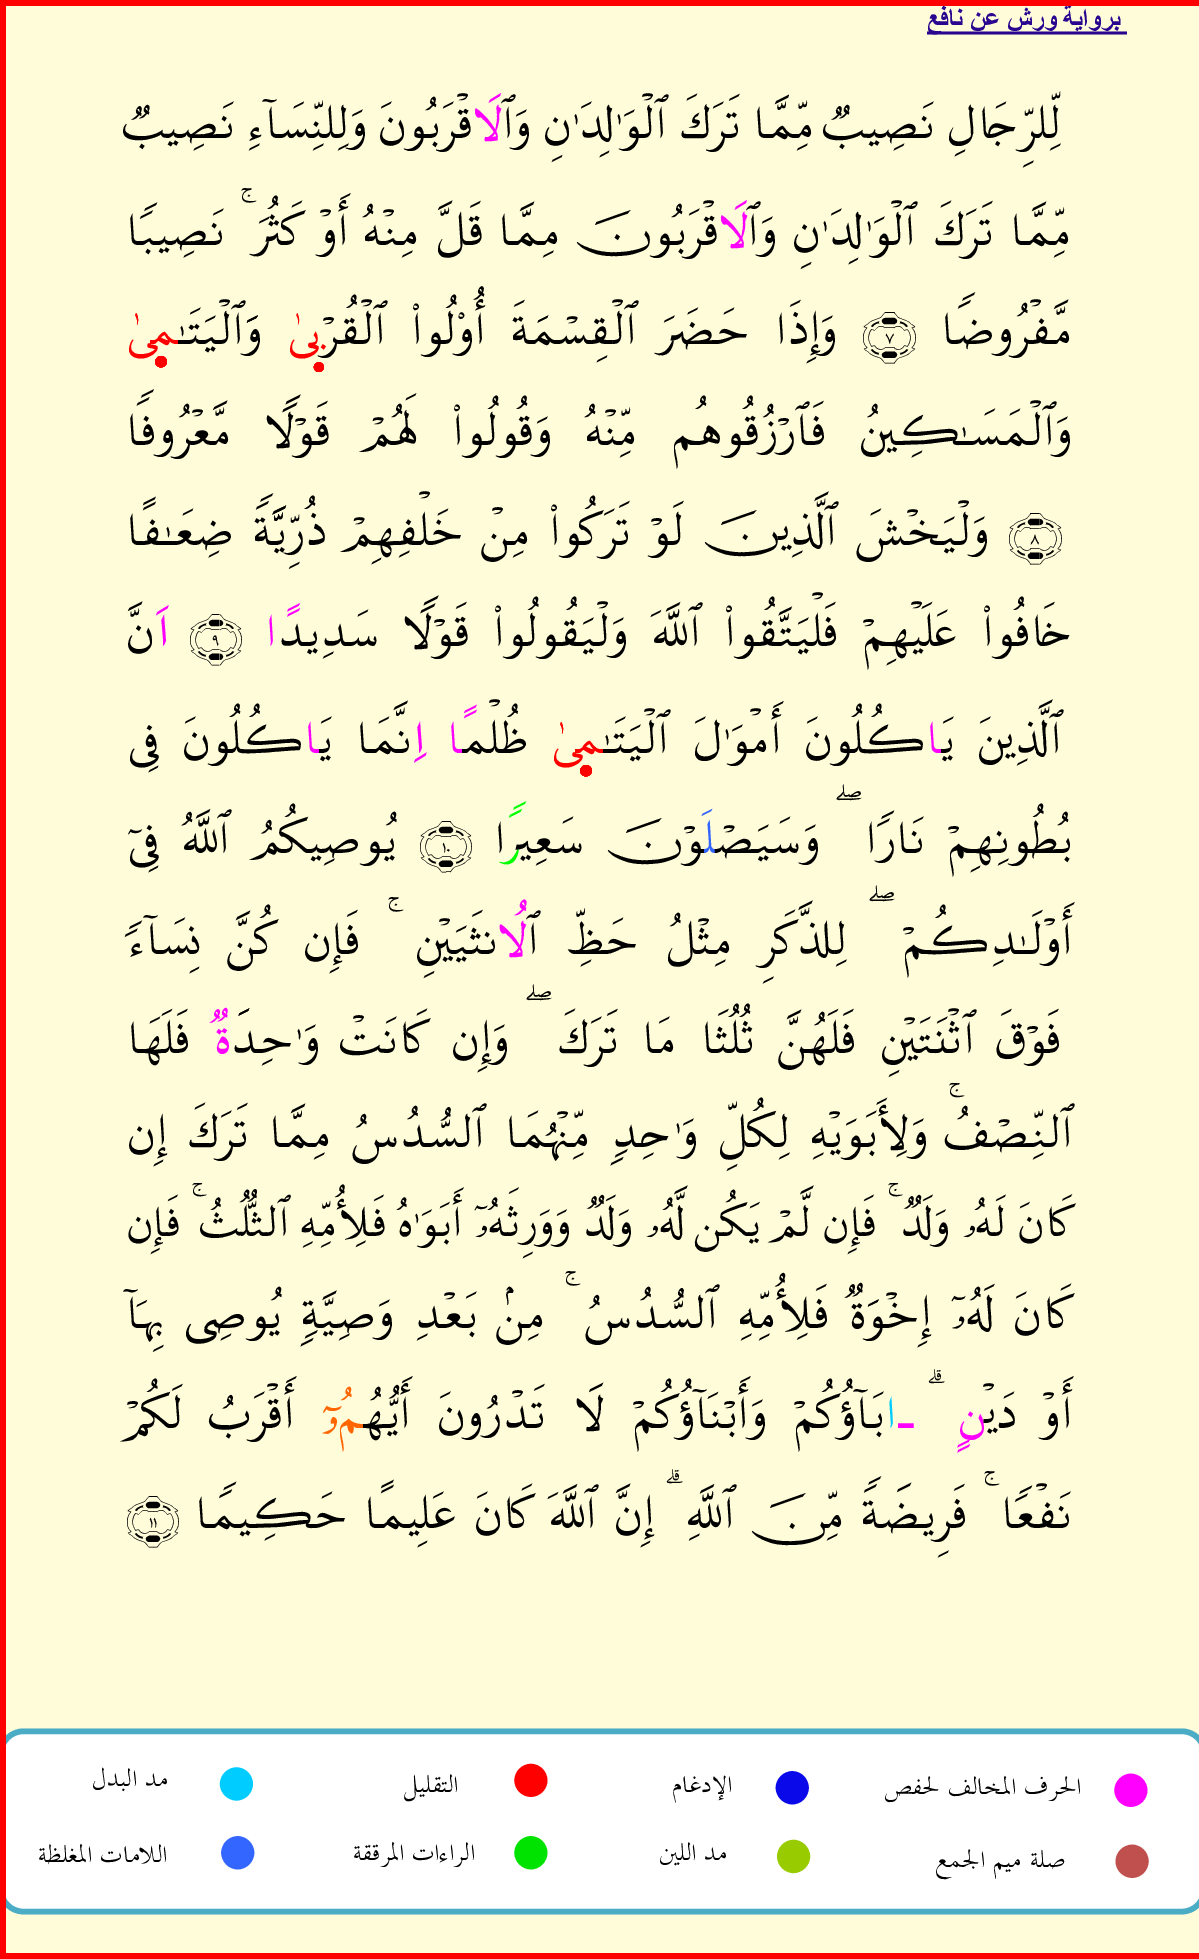 برواية ورش عن نافع
لِّلرِّجَالِ نَصِيبٌ مِّمَّا تَرَكَ ٱلْوَٰلِدَٰنِ وَٱلَاقْرَبُونَ وَلِلنِّسَآءِ نَصِيبٌ
مِّمَّا تَرَكَ ٱلْوَٰلِدَٰنِ وَٱلَاقْرَبُونَ مِمَّا قَلَّ مِنْهُ أَوْ كَثُرَ ۚ نَصِيبًا
مَّفْرُوضًا ٧ وَإِذَا حَضَرَ ٱلْقِسْمَةَ أُوْلُواْ ٱلْقُرْبىٰ وَٱلْيَتَـٰمىٰ
وَٱلْمَسَـٰكِينُ فَٱرْزُقُوهُم مِّنْهُ وَقُولُواْ لَهُمْ قَوْلًا مَّعْرُوفًا
٨ وَلْيَخْشَ ٱلَّذِينَ لَوْ تَرَكُواْ مِنْ خَلْفِهِمْ ذُرِّيَّةً ضِعَـٰفًا
خَافُواْ عَلَيْهِمْ فَلْيَتَّقُواْ ٱللَّهَ وَلْيَقُولُواْ قَوْلًا سَدِيدًا ٩ اَنَّ
ٱلَّذِينَ يَاكُلُونَ أَمْوَٰلَ ٱلْيَتَـٰمىٰ ظُلْمًا اِنَّمَا يَاكُلُونَ فِى
بُطُونِهِمْ نَارًا ۖ وَسَيَصْلَوْنَ سَعِيرًا ١٠ يُوصِيكُمُ ٱللَّهُ فِىٓ
أَوْلَـٰدِكُمْ ۖ لِلذَّكَرِ مِثْلُ حَظِّ ٱلُانثَيَيْنِ ۚ فَإِن كُنَّ نِسَآءً
فَوْقَ ٱثْنَتَيْنِ فَلَهُنَّ ثُلُثَا مَا تَرَكَ ۖ وَإِن كَانَتْ وَٰحِدَةٌ فَلَهَا
ٱلنِّصْفُ ۚ وَلِأَبَوَيْهِ لِكُلِّ وَٰحِدٍ مِّنْهُمَا ٱلسُّدُسُ مِمَّا تَرَكَ إِن
كَانَ لَهُۥ وَلَدٌ ۚ فَإِن لَّمْ يَكُن لَّهُۥ وَلَدٌ وَوَرِثَهُۥٓ أَبَوَاهُ فَلِأُمِّهِ ٱلثُّلُثُ ۚ فَإِن
كَانَ لَهُۥٓ إِخْوَةٌ فَلِأُمِّهِ ٱلسُّدُسُ ۚ مِنۢ بَعْدِ وَصِيَّةٍ يُوصِى بِهَآ
أَوْ دَيْنٍ ۗ ـابَآؤُكُمْ وَأَبْنَآؤُكُمْ لَا تَدْرُونَ أَيُّهُمُۥٓ أَقْرَبُ لَكُمْ
نَفْعًا ۚ فَرِيضَةً مِّنَ ٱللَّهِ ۗ إِنَّ ٱللَّهَ كَانَ عَلِيمًا حَكِيمًا ١١
الحرف المخالف لحفص الإدغام التقليل مد البدل
صلة ميم الجمع مد اللين الراءات المرققة اللامات المغلظة